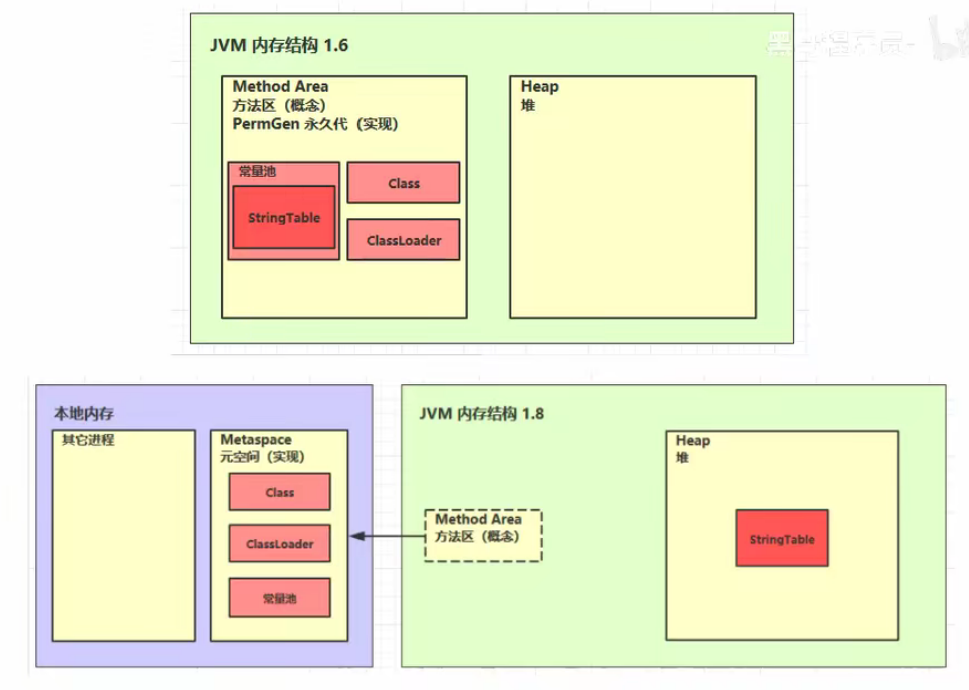 JVM 内存结构 1.6
Method Area
方法区（概念）
PermGen 永久代（实现）
常量池
StringTable
Class
ClassLoader
Heap
堆
本地内存
其它进程
Metaspace
元空间（实现）
Class
ClassLoader
常量池
JVM 内存结构 1.8
Method Area
方法区（概念）
Heap
堆
StringTable